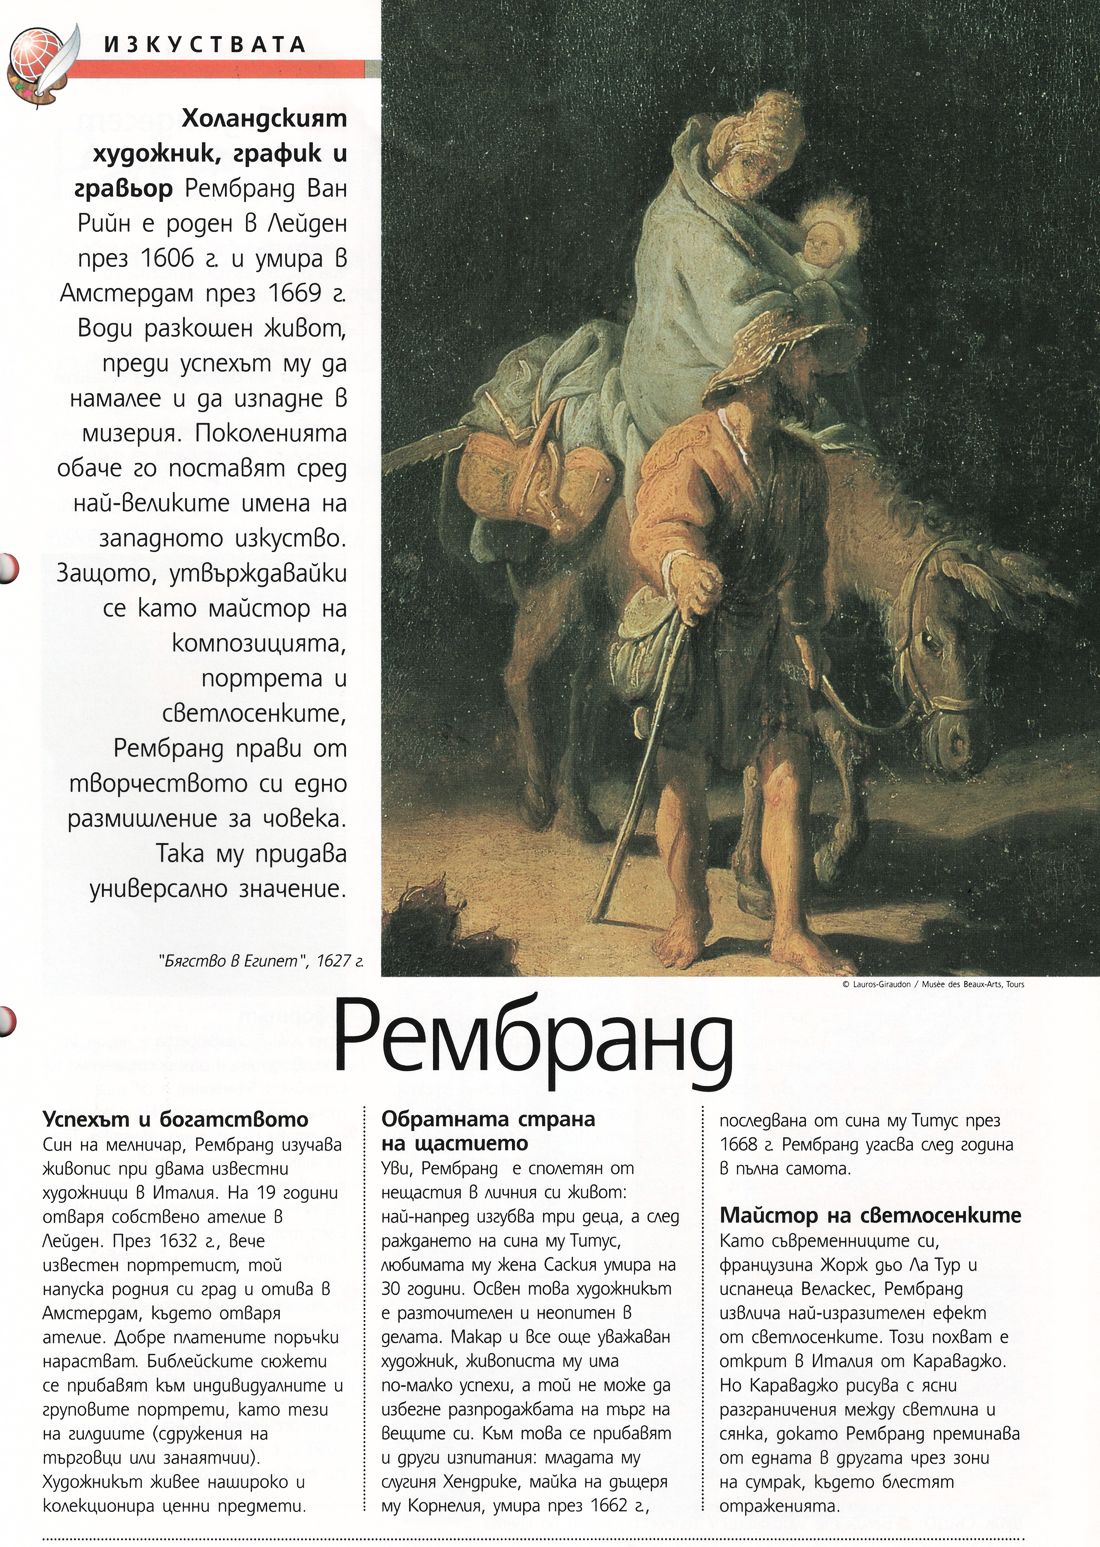 ИЗКУСТВАТА
Холандският
художник, график и
гравьор Рембранд Ван
Рийн е роден в Лейден
през 1606 г. и умира в
Амстердам през 1669 г.
Води разкошен живот,
преди успехът му да
намалее и да изпадне в
мизерия. Поколенията
обаче го поставят сред
най-великите имена на
западното изкуство.
Защото, утвърждавайки
се като майстор на
композицията,
портрета и
светлосенките,
Рембранд прави от
творчеството си едно
размишление за човека.
Така му придава
универсално значение.
"Бягство в Египет", 1627 г.
© Lauros-Giraudon / Musée des Beaux-Arts, Tours
Рембранд
Успехът и богатството
Син на мелничар, Рембранд изучава
живопис при двама известни
художници в Италия. На 19 години
отваря собствено ателие в
Лейден. През 1632 г., вече
известен портретист, той
напуска родния си град и отива в
Амстердам, където отваря
ателие. Добре платените поръчки
нарастват. Библейските сюжети
се прибавят към индивидуалните и
груповите портрети, като тези
на гилдиите (сдружения на
търговци или занаятчии).
Художникът живее нашироко и
колекционира ценни предмети.
Обратната страна
на щастието
Уви, Рембранд е сполетян от
нещастия в личния си живот:
най-напред изгубва три деца, а след
раждането на сина му Титус,
любимата му жена Саския умира на
30 години. Освен това художникът
е разточителен и неопитен в
делата. Макар и все още уважаван
художник, живописта му има
по-малко успехи, а той не може да
избегне разпродажбата на търг на
вещите си. Към това се прибавят
и други изпитания: младата му
слугиня Хендрике, майка на дъщеря
му Корнелия, умира през 1662 г.,
последвана от сина му Титус през
1668 г. Рембранд угасва след година
в пълна самота.
Майстор на светлосенките
Като съвременниците си,
французина Жорж дьо Ла Тур и
испанеца Веласкес, Рембранд
извлича най-изразителен ефект
от светлосенките. Този похват е
открит в Италия от Караваджо.
Но Караваджо рисува с ясни
разграничения между светлина и
сянка, докато Рембранд преминава
от едната в другата чрез зони
на сумрак, където блестят
отраженията.